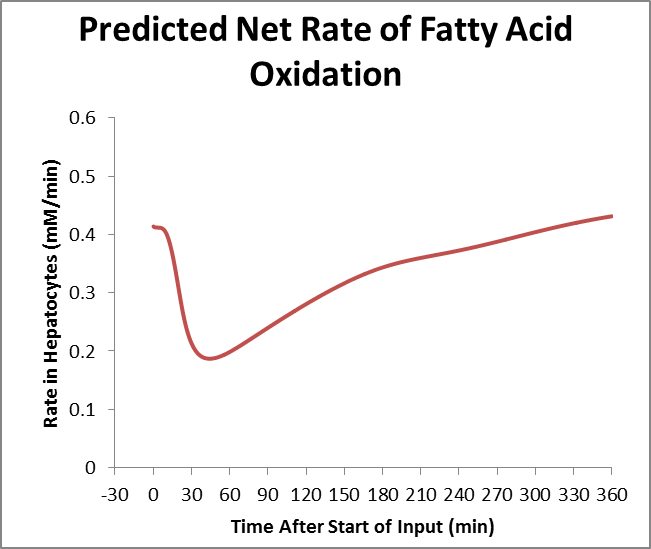 Predicted Net Rate of Fatty Acid
Oxidation
Rate in Hepatocytes (mM/min)
0.6
0.5
0.4
0.3
0.2
0.1
0
-30 0 30 60 90 120 150 180 210 240 270 300 330 360
Time After Start of Input (min)